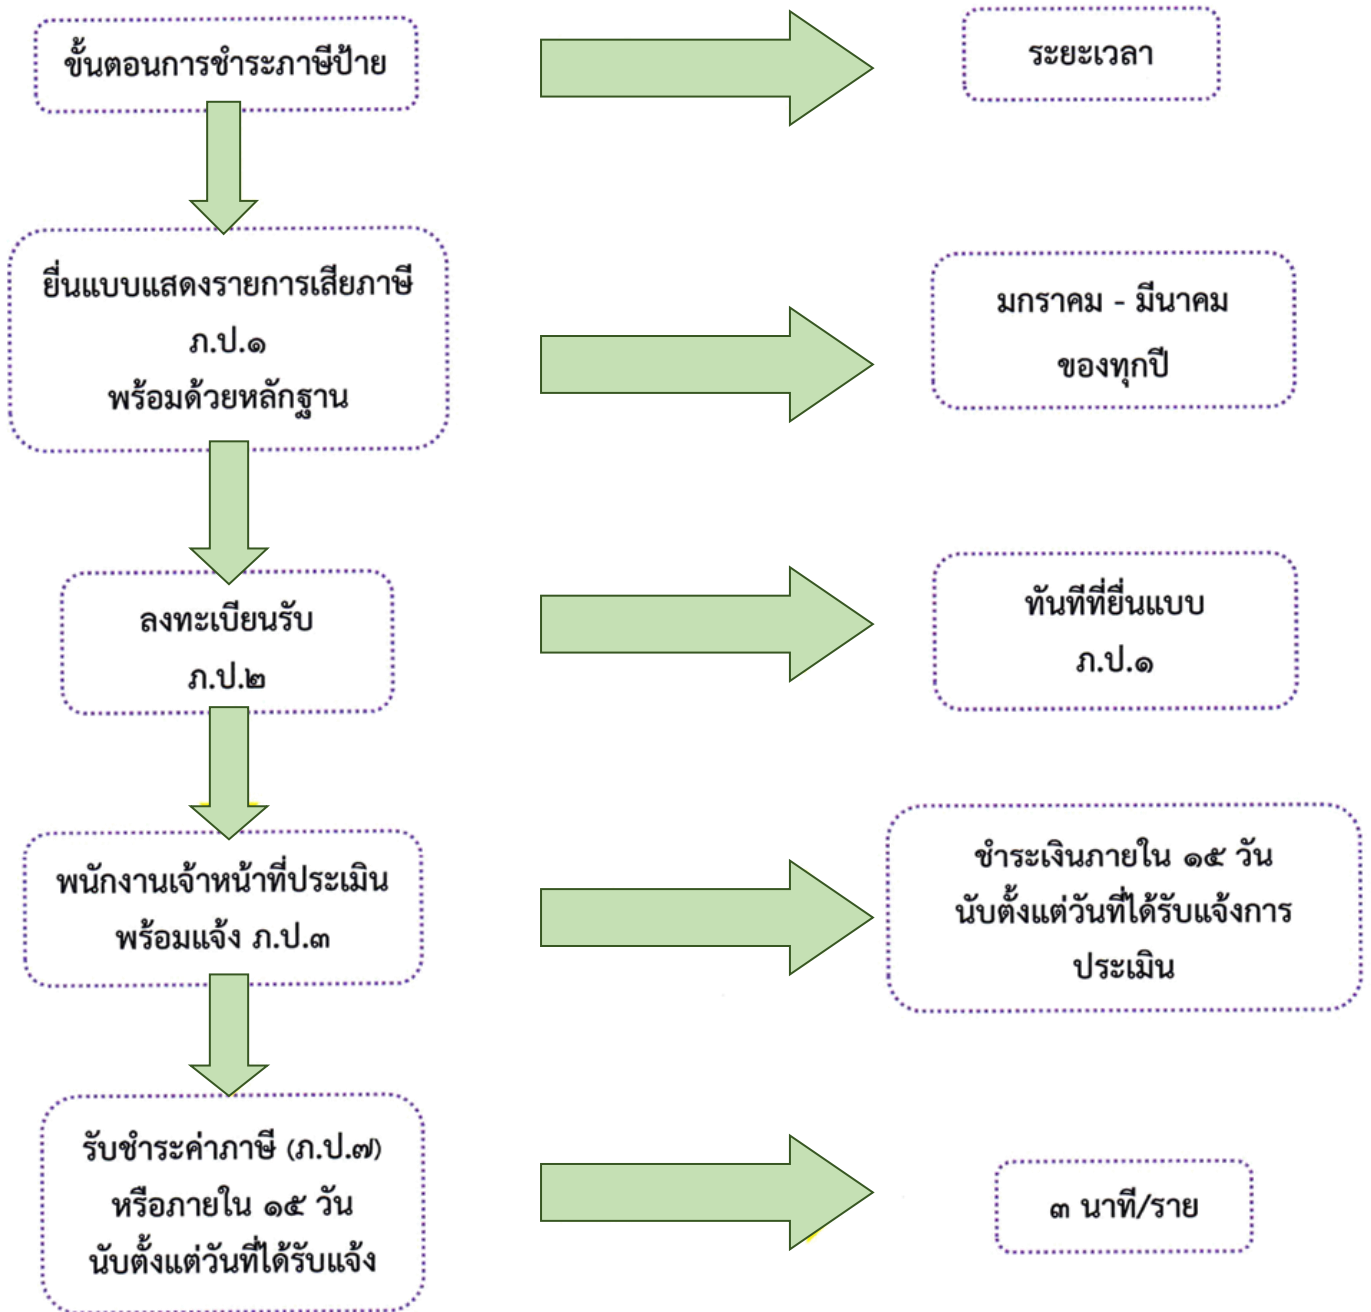 ขั้นตอนการชำระภาษีป้าย
ระยะเวลา
ยื่นแบบแสดงรายการเสียภาษี
ภ.ป.๑
พร้อมด้วยหลักฐาน
มกราคม - มีนาคม
ของทุกปี
ลงทะเบียนรับ
ภ.ป.๒
ทันทีที่ยื่นแบบ
ภ.ป.๑
พนักงานเจ้าหน้าที่ประเมิน
พร้อมแจ้ง ภ.ป.๓
ชำระเงินภายใน ๑๕ วัน
นับตั้งแต่วันที่ได้รับแจ้งการ
ประเมิน
รับชำระค่าภาษี (ภ.ป.๗)
หรือภายใน ๑๕ วัน
นับตั้งแต่วันที่ได้รับแจ้ง
๓ นาที/ราย